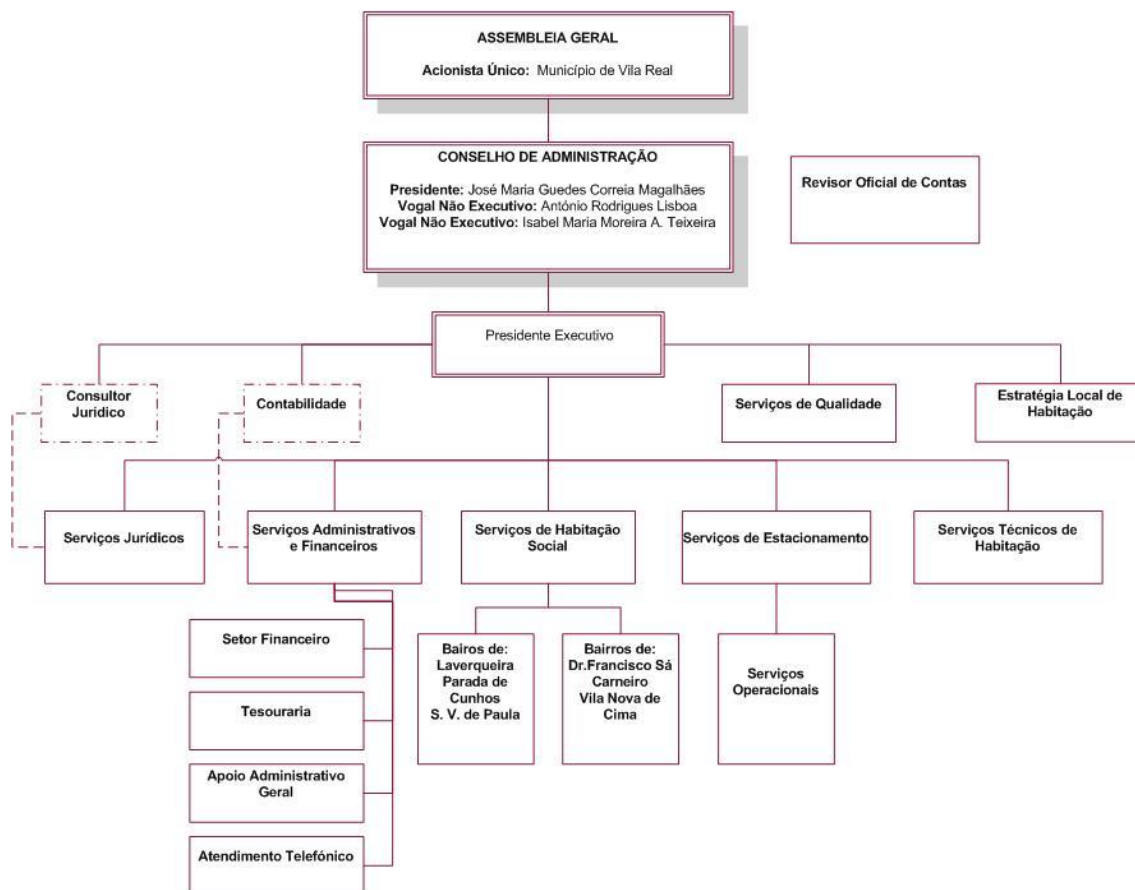 ASSEMBLEIA GERAL
Acionista Único: Município de Vila Real
CONSELHO DE ADMINISTRAÇÃO
Presidente: José Maria Guedes Correia Magalhães
Vogal Não Executivo: António Rodrigues Lisboa
Vogal Não Executivo: Isabel Maria Moreira A. Teixeira
Revisor Oficial de Contas
Presidente Executivo
Consultor
Jurídico
Contabilidade
Serviços de Qualidade
Estratégia Local de
Habitação
Serviços Jurídicos
Serviços Administrativos
e Financeiros
Serviços de Habitação
Social
Serviços de Estacionamento
Serviços Técnicos de
Habitação
Setor Financeiro
Tesouraria
Apoio Administrativo
Geral
Atendimento Telefónico
Bairos de:
Laverqueira
Parada de
Cunhos
S. V. de Paula
Bairros de:
Dr.Francisco Sá
Carneiro
Vila Nova de
Cima
Serviços
Operacionais